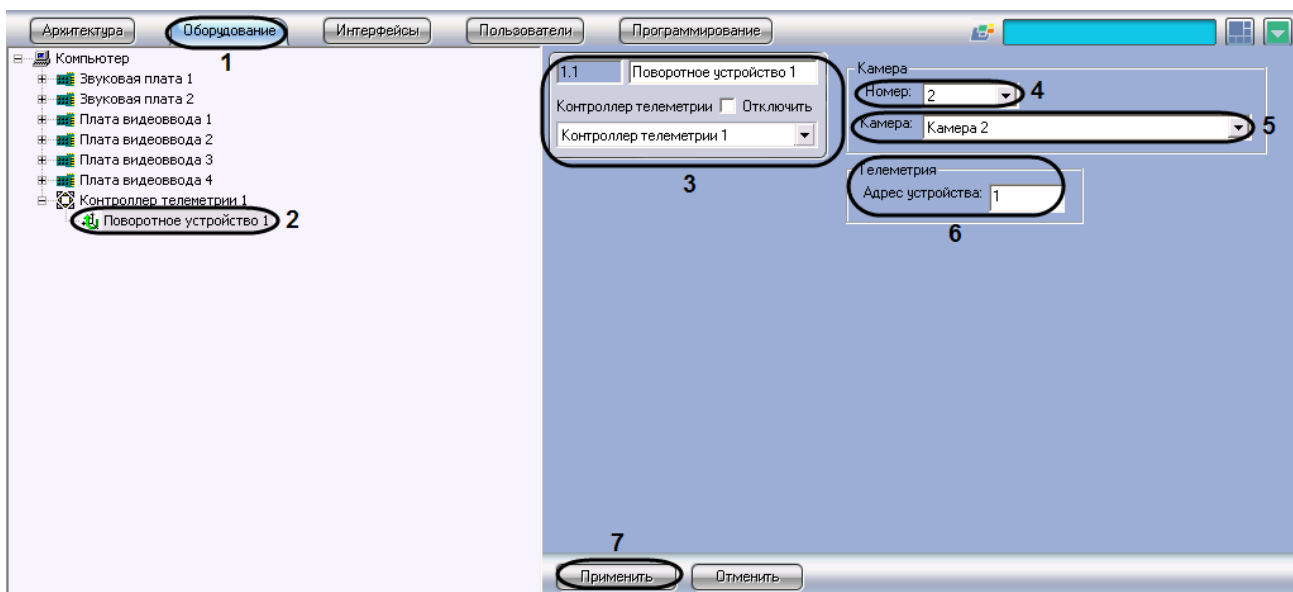 Архитектура Оборудование Интерфейсы Пользователи Программирование
1
Компьютер
Звуковая плата 1
Звуковая плата 2
Плата видеоввода 1
Плата видеоввода 2
Плата видеоввода 3
Плата видеоввода 4
Контроллер телеметрии 1
Поворотное устройство 1 2
1.1 Поворотное устройство 1
Контроллер телеметрии Отключить
Контроллер телеметрии 1
3
Камера
Номер: 2 4
Камера: Камера 2 5
Телеметрия
Адрес устройства: 1
6
7
Применить Отменить